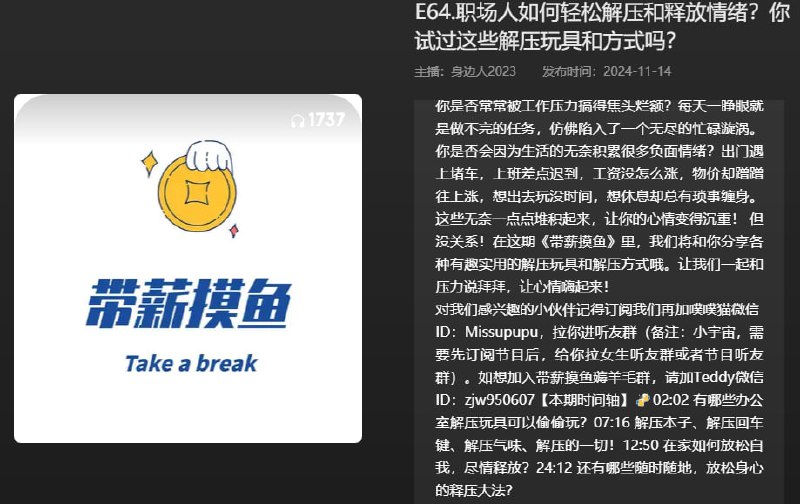 1737
带薪摸鱼
Take a break
E64.职场人如何轻松解压和释放情绪？你
试过这些解压玩具和方式吗？
主播：身边人2023 发布时间：2024-11-14
你是否常常被工作压力搞得焦头烂额？每天一睁眼就
是做不完的任务，仿佛陷入了一个无尽的忙碌漩涡。
你是否会因为生活的无奈积累很多负面情绪？出门遇
上堵车，上班差点迟到，工资没怎么涨，物价却蹭蹭
往上涨，想出去玩没时间，想休息却总有琐事缠身。
这些无奈一点点堆积起来，让你的心情变得沉重！但
没关系！在这期《带薪摸鱼》里，我们将和你分享各
种有趣实用的解压玩具和解压方式哦。让我们一起和
压力说拜拜，让心情嗨起来！
对我们感兴趣的小伙伴记得订阅我们再加噗噗猫微信
ID：Missupupu，拉你进听友群（备注：小宇宙，需
要先订阅节目后，给你拉女生听友群或者节目听友
群）。如想加入带薪摸鱼薅羊毛群，请加Teddy微信
ID：zjw950607【本期时间轴】02:02 有哪些办公
室解压玩具可以偷偷玩？07:16 解压本子、解压回车
键、解压气味、解压的一切！12:50 在家如何放松自
我，尽情释放？24:12 还有哪些随时随地，放松身心
的释压大法？